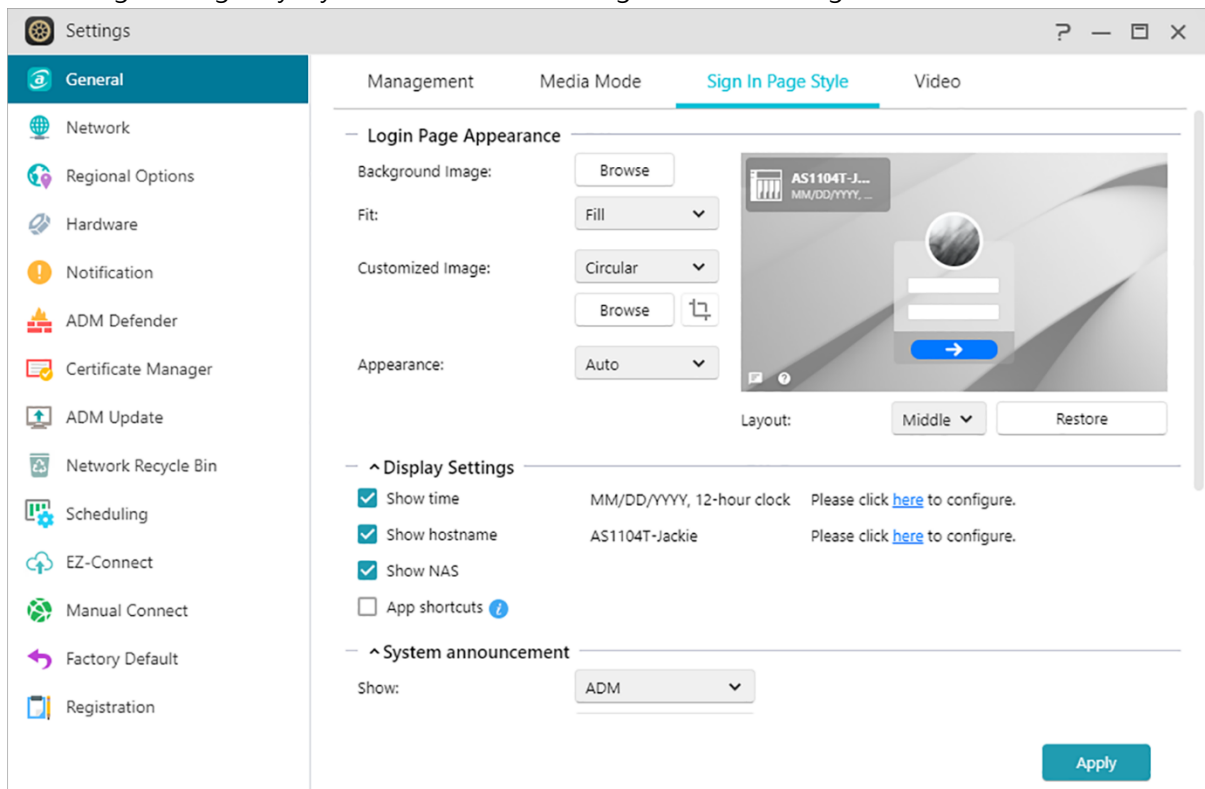 Settings
General
Network
Regional Options
Hardware
Notification
ADM Defender
Certificate Manager
ADM Update
Network Recycle Bin
Scheduling
EZ-Connect
Manual Connect
Factory Default
Registration
Management Media Mode Sign In Page Style Video
Login Page Appearance
Background Image: Browse
Fit: Fill
Customized Image: Circular
Browse
Appearance: Auto
AS1104T-J...
MM/DD/YYYY, ...
Layout: Middle Restore
Display Settings
Show time MM/DD/YYYY, 12-hour clock Please click here to configure.
Show hostname AS1104T-Jackie Please click here to configure.
Show NAS
App shortcuts
System announcement
Show: ADM
Apply